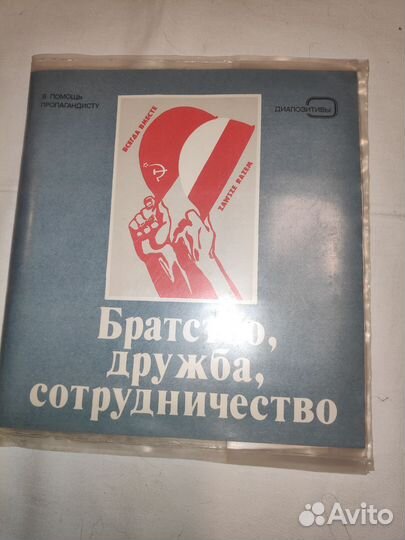 В ПОМОЩЬ
ПРОПАГАНДИСТУ
ДИАПОЗИТИВЫ
ВСЕГДА ВМЕСТЕ
ZAWSZE RAZEM
Братство,
дружба,
сотрудничество
Avito